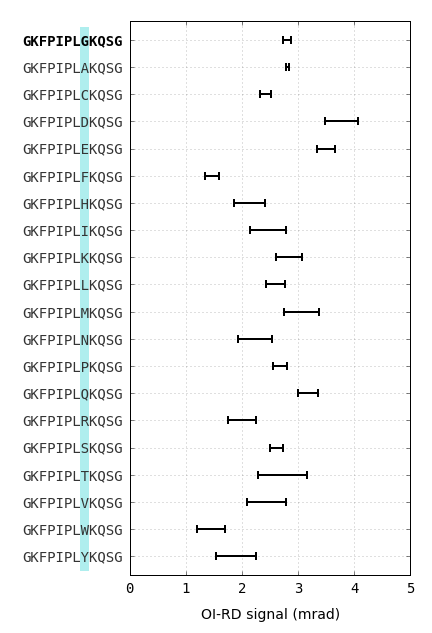 GKFPIPLGKQSG
GKFPIPLAKQSG
GKFPIPLCKQSG
GKFPIPLDKQSG
GKFPIPLEKQSG
GKFPIPLFKQSG
GKFPIPLHKQSG
GKFPIPLIKQSG
GKFPIPLKKQSG
GKFPIPLLKQSG
GKFPIPLMKQSG
GKFPIPLNKQSG
GKFPIPLPKQSG
GKFPIPLQKQSG
GKFPIPLRKQSG
GKFPIPLSKQSG
GKFPIPLTKQSG
GKFPIPLVKQSG
GKFPIPLWKQSG
GKFPIPLYKQSG
0 1 2 3 4 5
OI-RD signal (mrad)